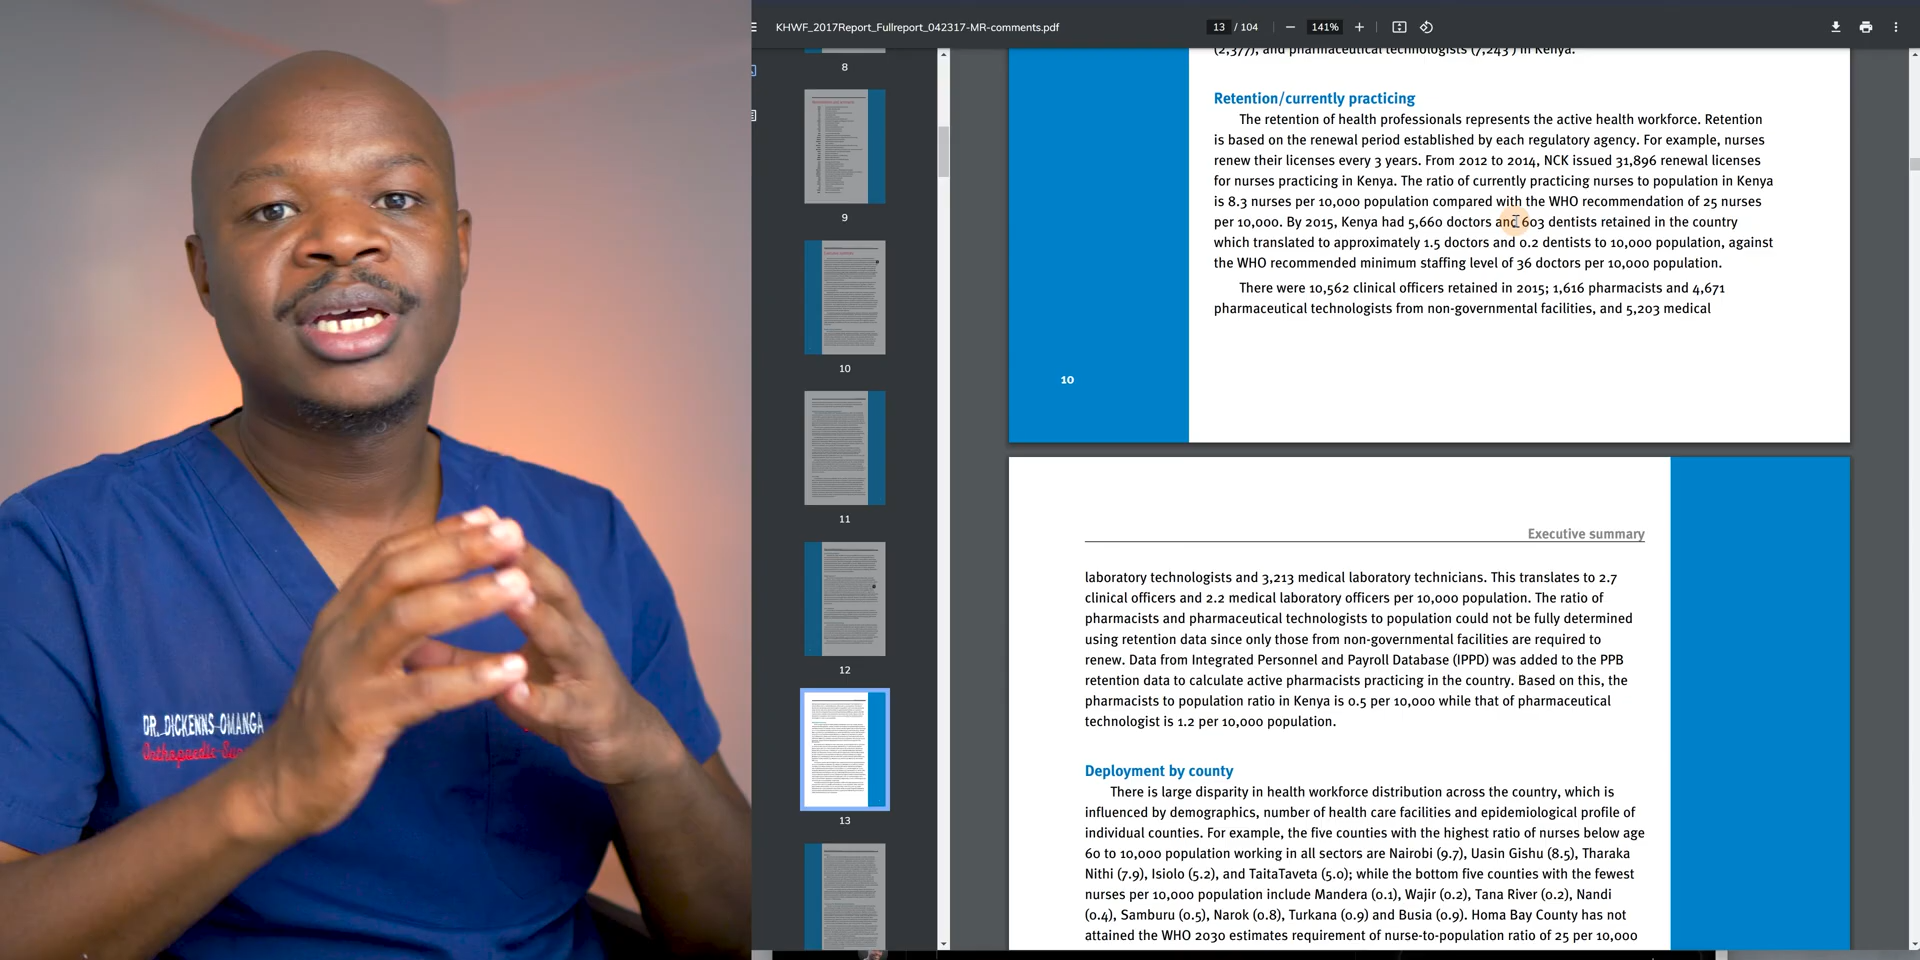 DR. DICKENNS OMANGA
Orthopaedic
KHWF_2017Report_Fullreport_042317-MR-comments.pdf
13 / 104
141%
8
9
10
11
12
13
(2,377), and pharmaceutical technologists (7,243 ) in Kenya.
Retention/currently practicing
The retention of health professionals represents the active health workforce. Retention
is based on the renewal period established by each regulatory agency. For example, nurses
renew their licenses every 3 years. From 2012 to 2014, NCK issued 31,896 renewal licenses
for nurses practicing in Kenya. The ratio of currently practicing nurses to population in Kenya
is 8.3 nurses per 10,000 population compared with the WHO recommendation of 25 nurses
per 10,000. By 2015, Kenya had 5,660 doctors and 603 dentists retained in the country
which translated to approximately 1.5 doctors and 0.2 dentists to 10,000 population, against
the WHO recommended minimum staffing level of 36 doctors per 10,000 population.
There were 10,562 clinical officers retained in 2015; 1,616 pharmacists and 4,671
pharmaceutical technologists from non-governmental facilities, and 5,203 medical
10
Executive summary
laboratory technologists and 3,213 medical laboratory technicians. This translates to 2.7
clinical officers and 2.2 medical laboratory officers per 10,000 population. The ratio of
pharmacists and pharmaceutical technologists to population could not be fully determined
using retention data since only those from non-governmental facilities are required to
renew. Data from Integrated Personnel and Payroll Database (IPPD) was added to the PPB
retention data to calculate active pharmacists practicing in the country. Based on this, the
pharmacists to population ratio in Kenya is 0.5 per 10,000 while that of pharmaceutical
technologist is 1.2 per 10,000 population.
Deployment by county
There is large disparity in health workforce distribution across the country, which is
influenced by demographics, number of health care facilities and epidemiological profile of
individual counties. For example, the five counties with the highest ratio of nurses below age
60 to 10,000 population working in all sectors are Nairobi (9.7), Uasin Gishu (8.5), Tharaka
Nithi (7.9), Isiolo (5.2), and TaitaTaveta (5.0); while the bottom five counties with the fewest
nurses per 10,000 population include Mandera (0.1), Wajir (0.2), Tana River (0.2), Nandi
(0.4), Samburu (0.5), Narok (0.8), Turkana (0.9) and Busia (0.9). Homa Bay County has not
attained the WHO 2030 estimates requirement of nurse-to-population ratio of 25 per 10,000